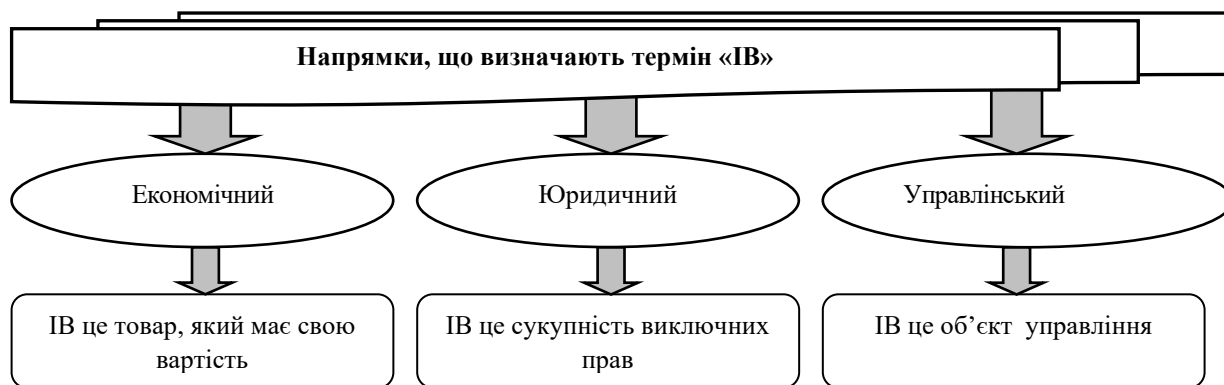 Напрямки, що визначають термін «ІВ»
Економічний
Юридичний
Управлінський
ІВ це товар, який має свою
вартість
ІВ це сукупність виключних
прав
ІВ це об’єкт управління